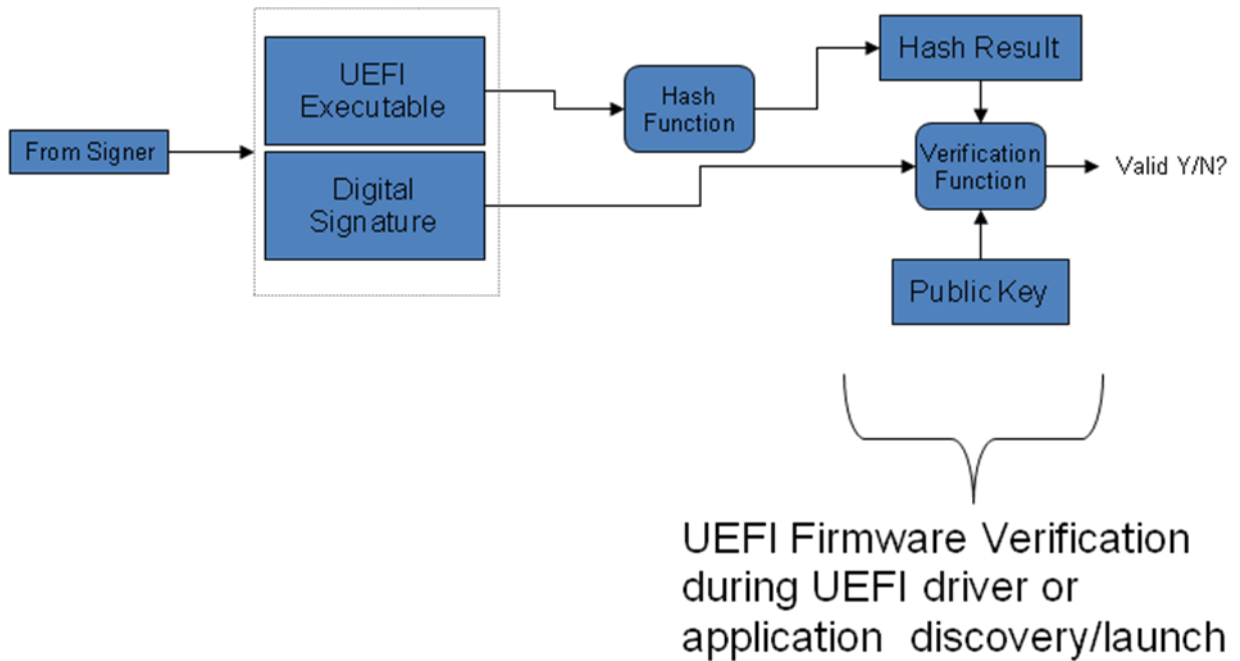 UEFI
Executable
Hash Result
Hash
Function
From Signer
Verification
Function
Valid Y/N?
Digital
Signature
Public Key
UEFI Firmware Verification
during UEFI driver or
application discovery/launch